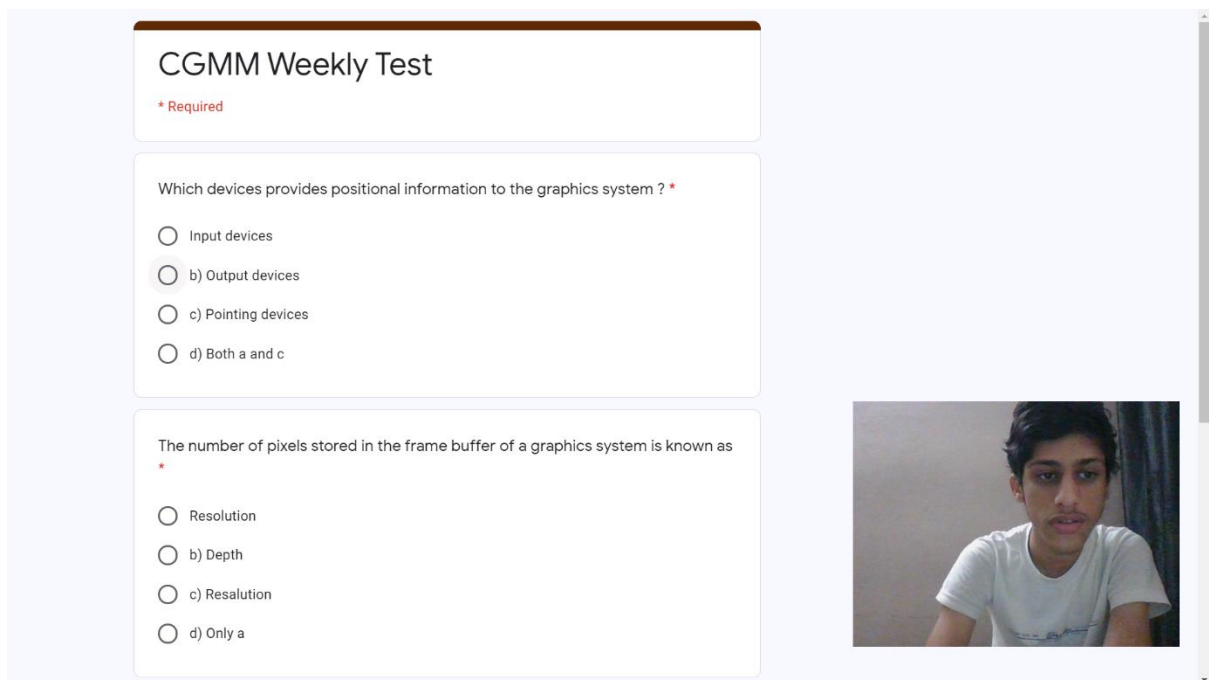 CGMM Weekly Test
* Required
Which devices provides positional information to the graphics system ? *
Input devices
b) Output devices
c) Pointing devices
d) Both a and c
The number of pixels stored in the frame buffer of a graphics system is known as
*
Resolution
b) Depth
c) Resalution
d) Only a